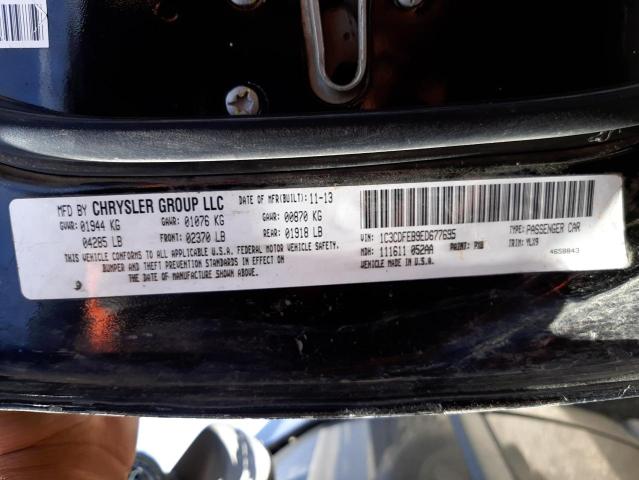 MFD BY CHRYSLER GROUP LLC DATE OF MFR(BUILT): 11-13
GVWR: 01944 KG GAWR: 01076 KG GAWR: 00870 KG
04285 LB FRONT: 02370 LB REAR: 01918 LB
THIS VEHICLE CONFORMS TO ALL APPLICABLE U.S.A. FEDERAL MOTOR VEHICLE SAFETY,
BUMPER AND THEFT PREVENTION STANDARDS IN EFFECT ON
THE DATE OF MANUFACTURE SHOWN ABOVE.
VIN: 1C3CDFEB9ED677695 TYPE: PASSENGER CAR
MDH: 111611 052AA PAINT: TRIM: VLX9
VEHICLE MADE IN U.S.A. 4658843